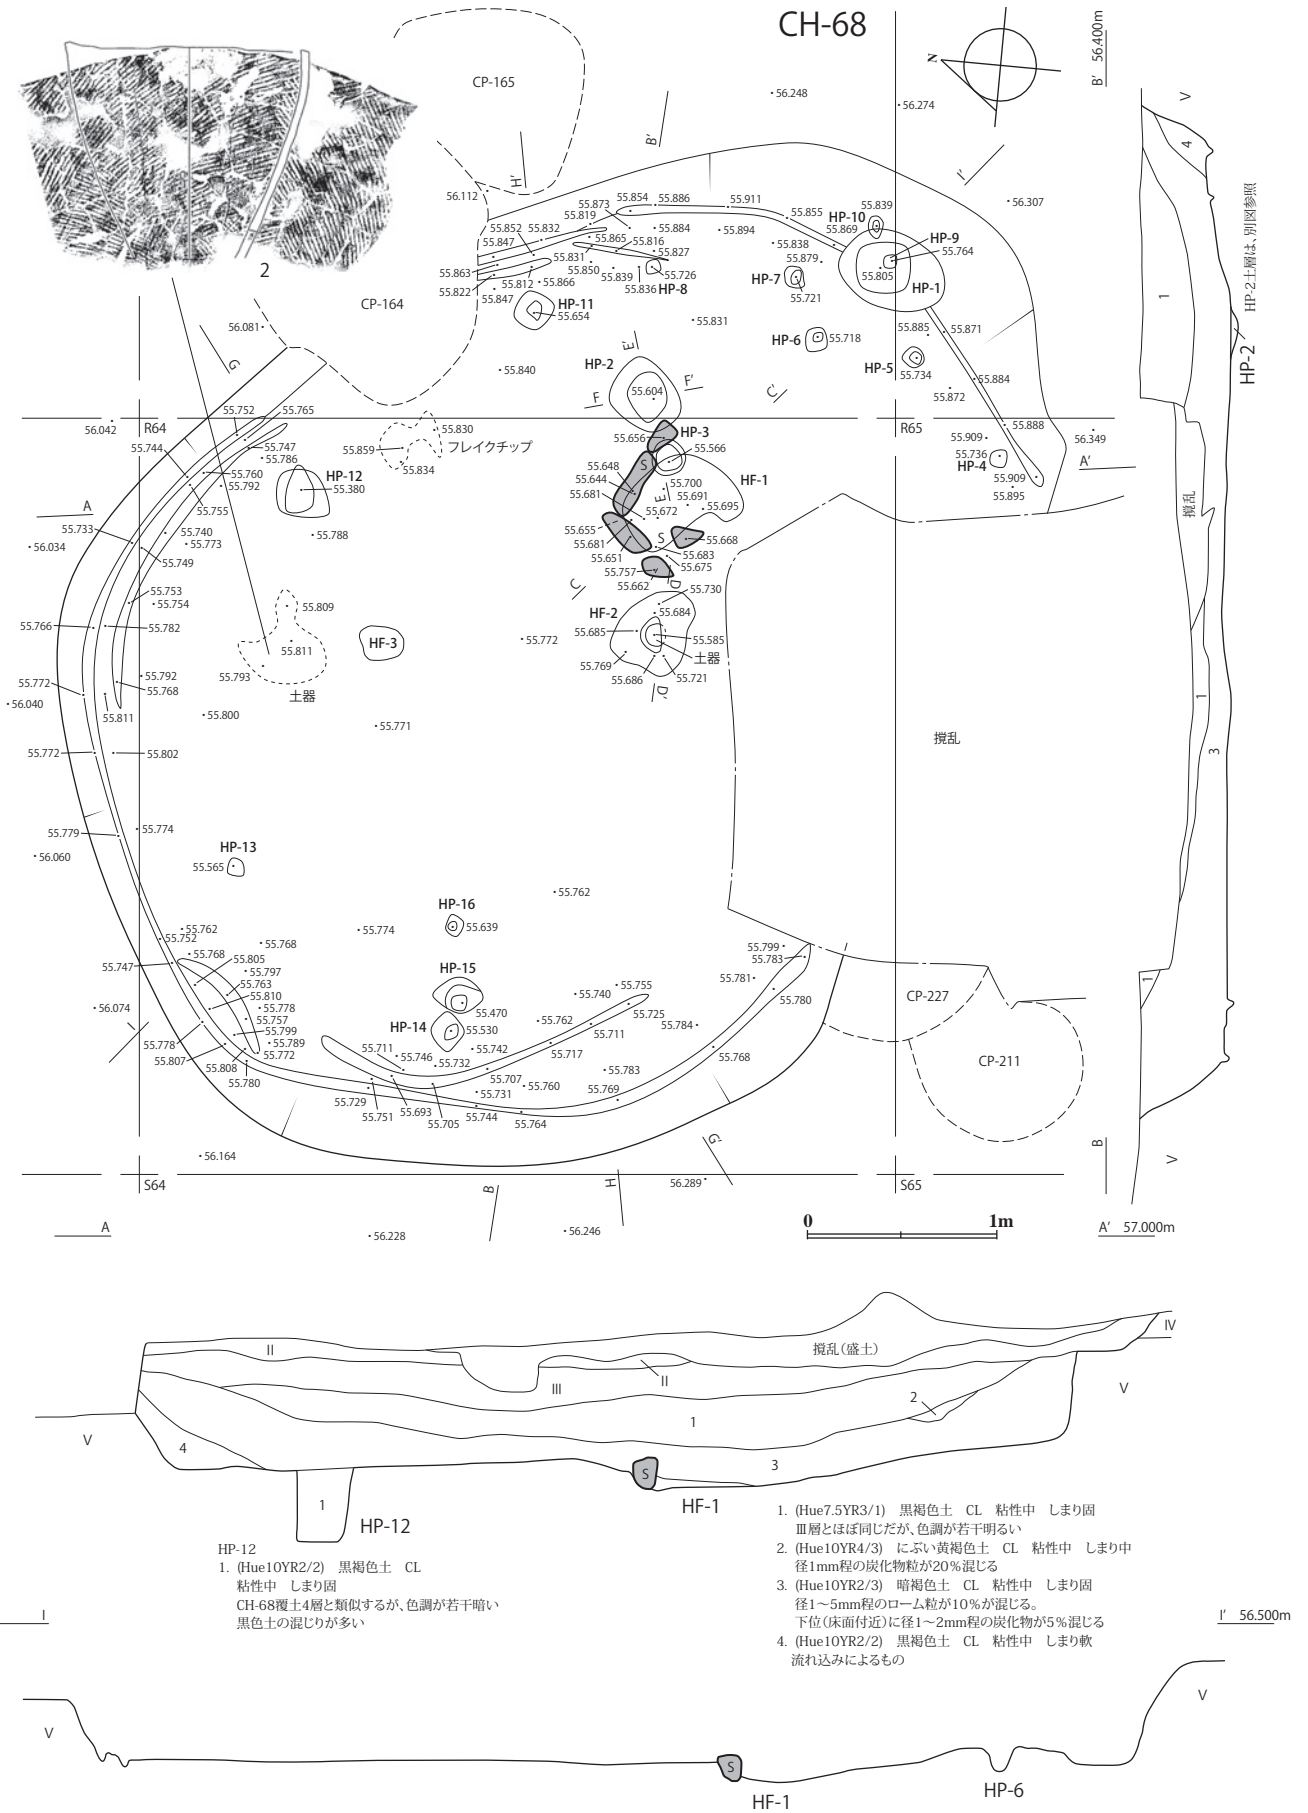 CH-68
B' 56.400m
N
CP-165
56.248
56.274
V
4
B'
I'
H'
56.112
56.307
HP-2土層は、別図参照
2
55.873
55.854
55.886
55.911
55.819
55.855
HP-10
55.839
55.852
55.832
55.884
55.894
55.869
HP-9
55.847
55.865
55.816
55.838
55.764
55.863
55.831
55.827
55.879
55.805
55.822
55.812
55.850
55.839
55.726
HP-7
HP-1
55.866
55.836
HP-8
55.847
55.721
1
CP-164
HP-11
55.654
55.831
55.885
55.871
56.081
G
E'
HP-6
55.718
HP-2
HP-2
55.840
F'
C'
HP-5
55.734
55.884
F
55.604
55.872
55.752
55.765
R64
R65
56.042
55.830
HP-3
55.888
55.744
55.747
55.859
フレイクチップ
55.656
55.566
55.909
56.349
55.786
55.834
55.736
A'
55.760
HP-12
55.648
S
HP-4
55.792
55.380
55.644
55.700
HF-1
55.909
A
55.755
55.681
E
55.691
55.895
撹乱
55.733
55.740
55.672
55.695
56.034
55.773
55.788
55.655
S
55.668
55.749
55.681
55.683
55.651
55.675
55.757
C
55.662
D
55.730
55.753
55.754
55.809
HF-2
55.684
55.766
55.782
HF-3
55.685
55.585
55.811
55.772
土器
55.793
55.769
55.792
55.686
55.721
55.772
55.768
土器
D'
56.040
55.811
55.800
55.771
1
撹乱
55.772
55.802
3
55.779
55.774
56.060
HP-13
55.565
55.762
HP-16
55.639
55.762
55.752
55.774
55.768
55.799
55.768
55.805
55.783
55.747
55.797
HP-15
55.781
1
55.763
55.755
55.810
55.740
55.780
CP-227
56.074
55.778
55.470
55.725
55.757
HP-14
55.530
55.762
55.784
I
55.799
55.711
55.711
55.778
55.789
55.746
55.742
CP-211
55.807
55.772
55.732
55.717
55.768
55.808
55.707
55.783
55.780
55.760
55.769
55.729
55.731
55.751
55.693
55.744
55.705
55.764
G'
B
V
56.164
S64
B
H
56.289
S65
A
56.228
56.246
0
1m
A' 57.000m
II
撹乱(盛土)
IV
II
III
V
2
1
V
4
3
S
1
HF-1
HP-12
HP-12
1. (Hue10YR2/2) 黒褐色土 CL
粘性中 しまり固
CH-68覆土4層と類似するが、色調が若干暗い
黒色土の混じりが多い
1. (Hue7.5YR3/1) 黒褐色土 CL 粘性中 しまり固
Ⅲ層とほぼ同じだが、色調が若干明るい
2. (Hue10YR4/3) にぶい黄褐色土 CL 粘性中 しまり中
径1mm程の炭化物粒が20%混じる
3. (Hue10YR2/3) 暗褐色土 CL 粘性中 しまり固
径1〜5mm程のローム粒が10%が混じる。
下位(床面付近)に径1〜2mm程の炭化物が5%混じる
4. (Hue10YR2/2) 黒褐色土 CL 粘性中 しまり軟
流れ込みによるもの
I
I' 56.500m
V
V
S
HF-1
HP-6